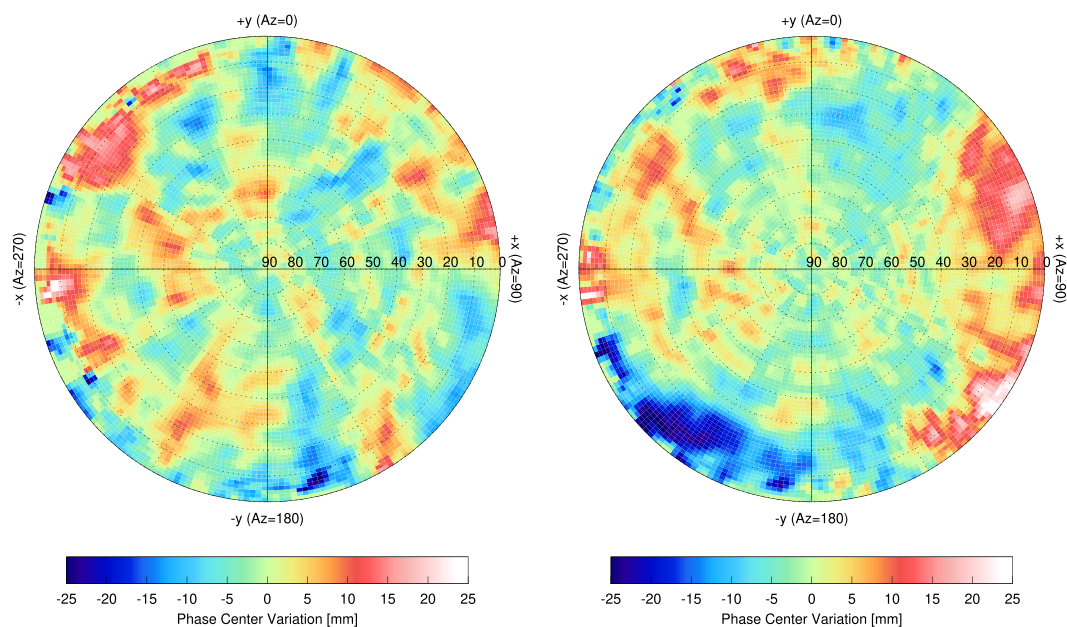 +y (Az=0)
-x (Az=270)
90 80 70 60 50 40 30 20 10 0
+x (Az=90)
-y (Az=180)
-25 -20 -15 -10 -5 0 5 10 15 20 25
Phase Center Variation [mm]
+y (Az=0)
-x (Az=270)
90 80 70 60 50 40 30 20 10 0
+x (Az=90)
-y (Az=180)
-25 -20 -15 -10 -5 0 5 10 15 20 25
Phase Center Variation [mm]